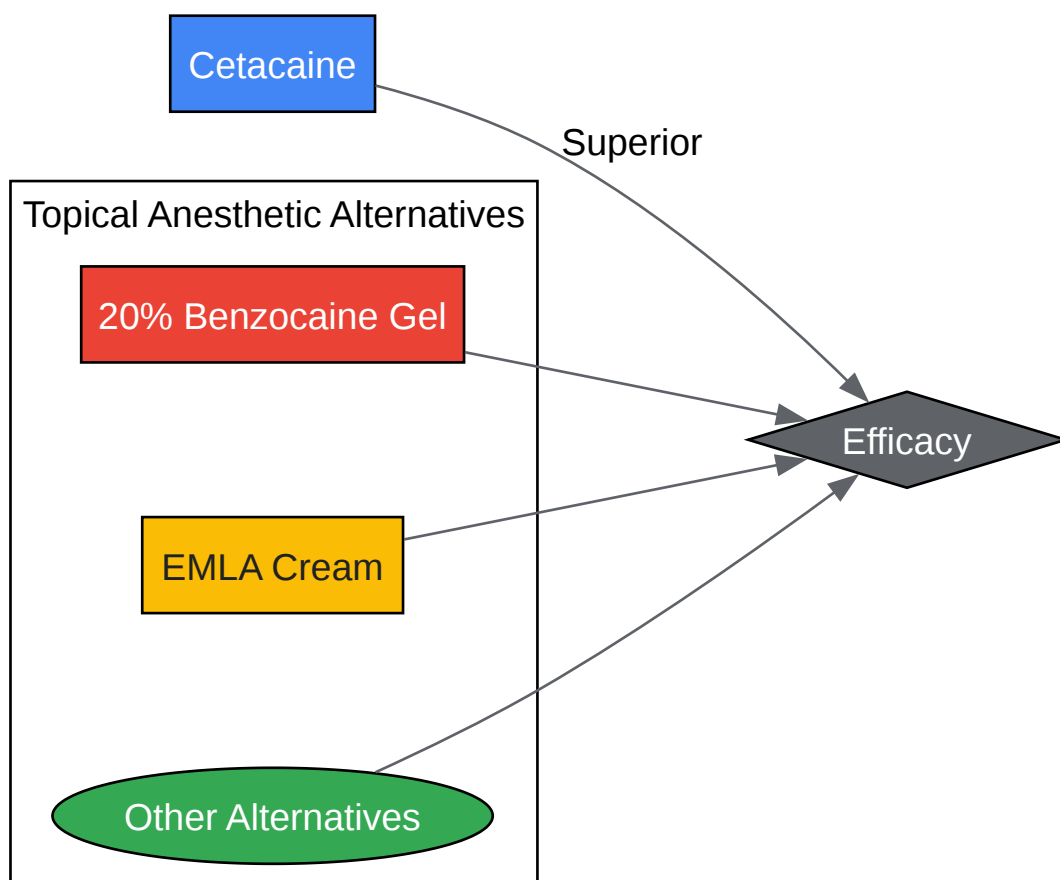 Cetacaine
Superior
Topical Anesthetic Alternatives
20% Benzocaine Gel
Efficacy
EMLA Cream
Other Alternatives